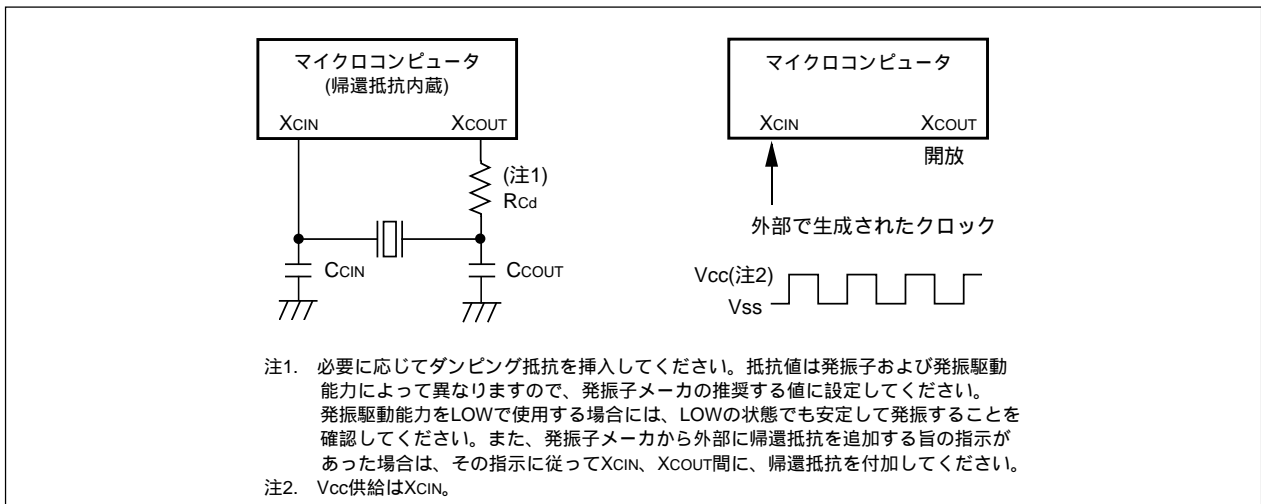 マイクロコンピュータ
(帰還抵抗内蔵)
XCIN
XCOUT
(注1)
RCd
CCIN
CCOUT
マイクロコンピュータ
XCIN
XCOUT
開放
外部で生成されたクロック
Vcc(注2)
Vss
注1. 必要に応じてダンピング抵抗を挿入してください。抵抗値は発振子および発振駆動
能力によって異なりますので、発振子メーカの推奨する値に設定してください。
発振駆動能力をLOWで使用する場合には、LOWの状態でも安定して発振することを
確認してください。また、発振子メーカから外部に帰還抵抗を追加する旨の指示が
あった場合は、その指示に従ってXCIN、XCOUT間に、帰還抵抗を付加してください。
注2. Vcc供給はXCIN。